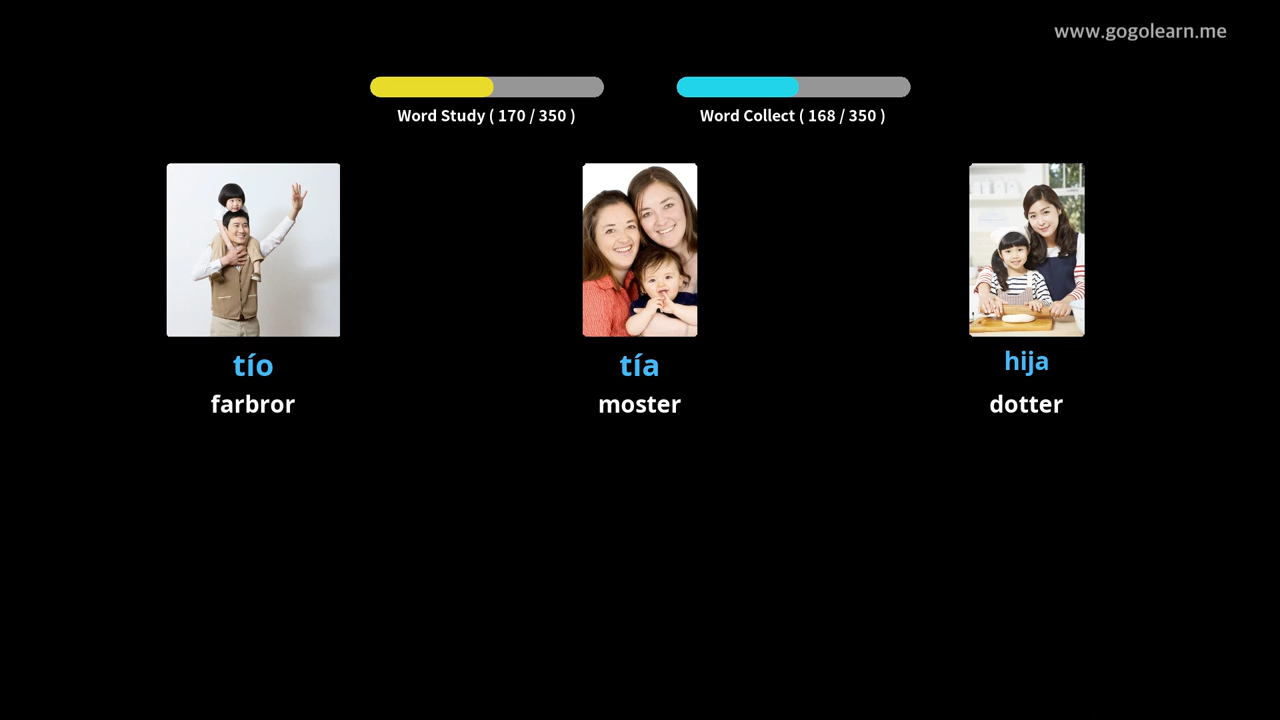 www.gogolearn.me
Word Study ( 170 / 350 )
Word Collect ( 168 / 350 )
tío
farbror
tía
moster
hija
dotter